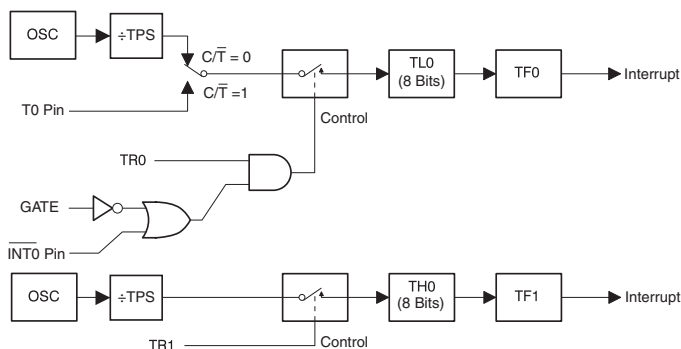 OSC
÷TPS
C/T̅ = 0
C/T̅ =1
T0 Pin
TL0
(8 Bits)
TF0
Interrupt
Control
TR0
GATE
I̅N̅T̅0̅ Pin
OSC
÷TPS
TH0
(8 Bits)
TF1
Interrupt
TR1
Control